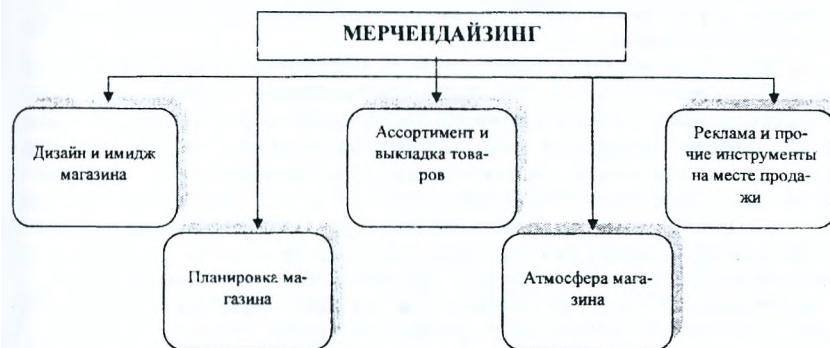 МЕРЧЕНДАЙЗИНГ
Дизайн и имидж
магазина
Ассортимент и
выкладка това-
ров
Реклама и про-
чие инструменты
на месте прода-
жи
Планировка ма-
газина
Атмосфера мага-
зина